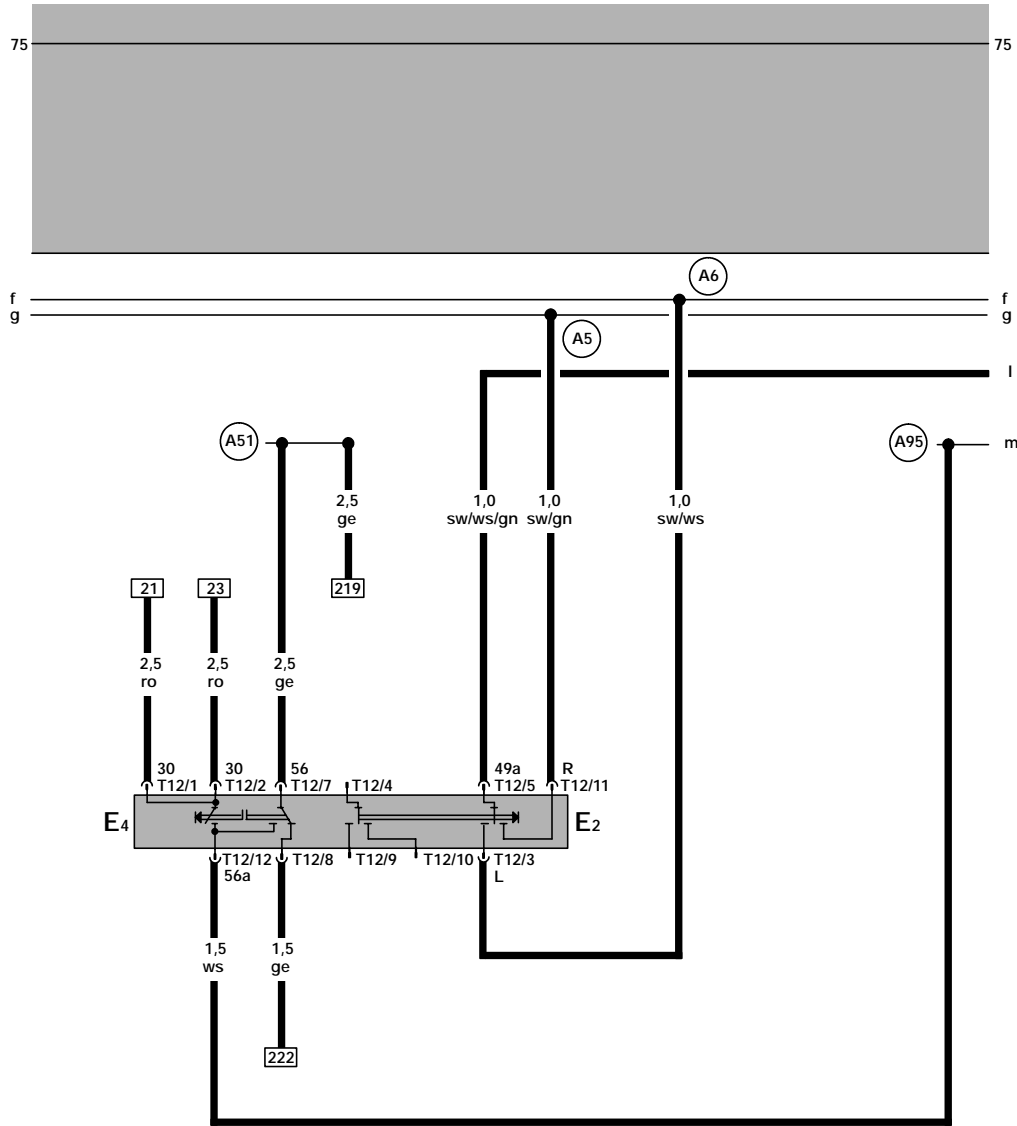 75 75
A6
f f
g g
A5
l
A51 A95 m
2,5 1,0 1,0 1,0
ge sw/ws/gn sw/gn sw/ws
21 23 219
2,5 2,5 2,5
ro ro ge
30 30 56 49a R
T12/1 T12/2 T12/7 T12/4 T12/5 T12/11
E4 E2
T12/12 T12/8 T12/9 T12/10 T12/3
56a L
1,5 1,5
ws ge
222